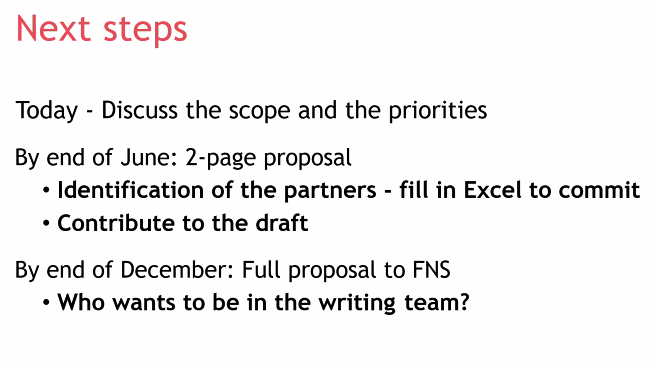 Next steps
Today - Discuss the scope and the priorities
By end of June: 2-page proposal
• Identification of the partners - fill in Excel to commit
• Contribute to the draft
By end of December: Full proposal to FNS
• Who wants to be in the writing team?